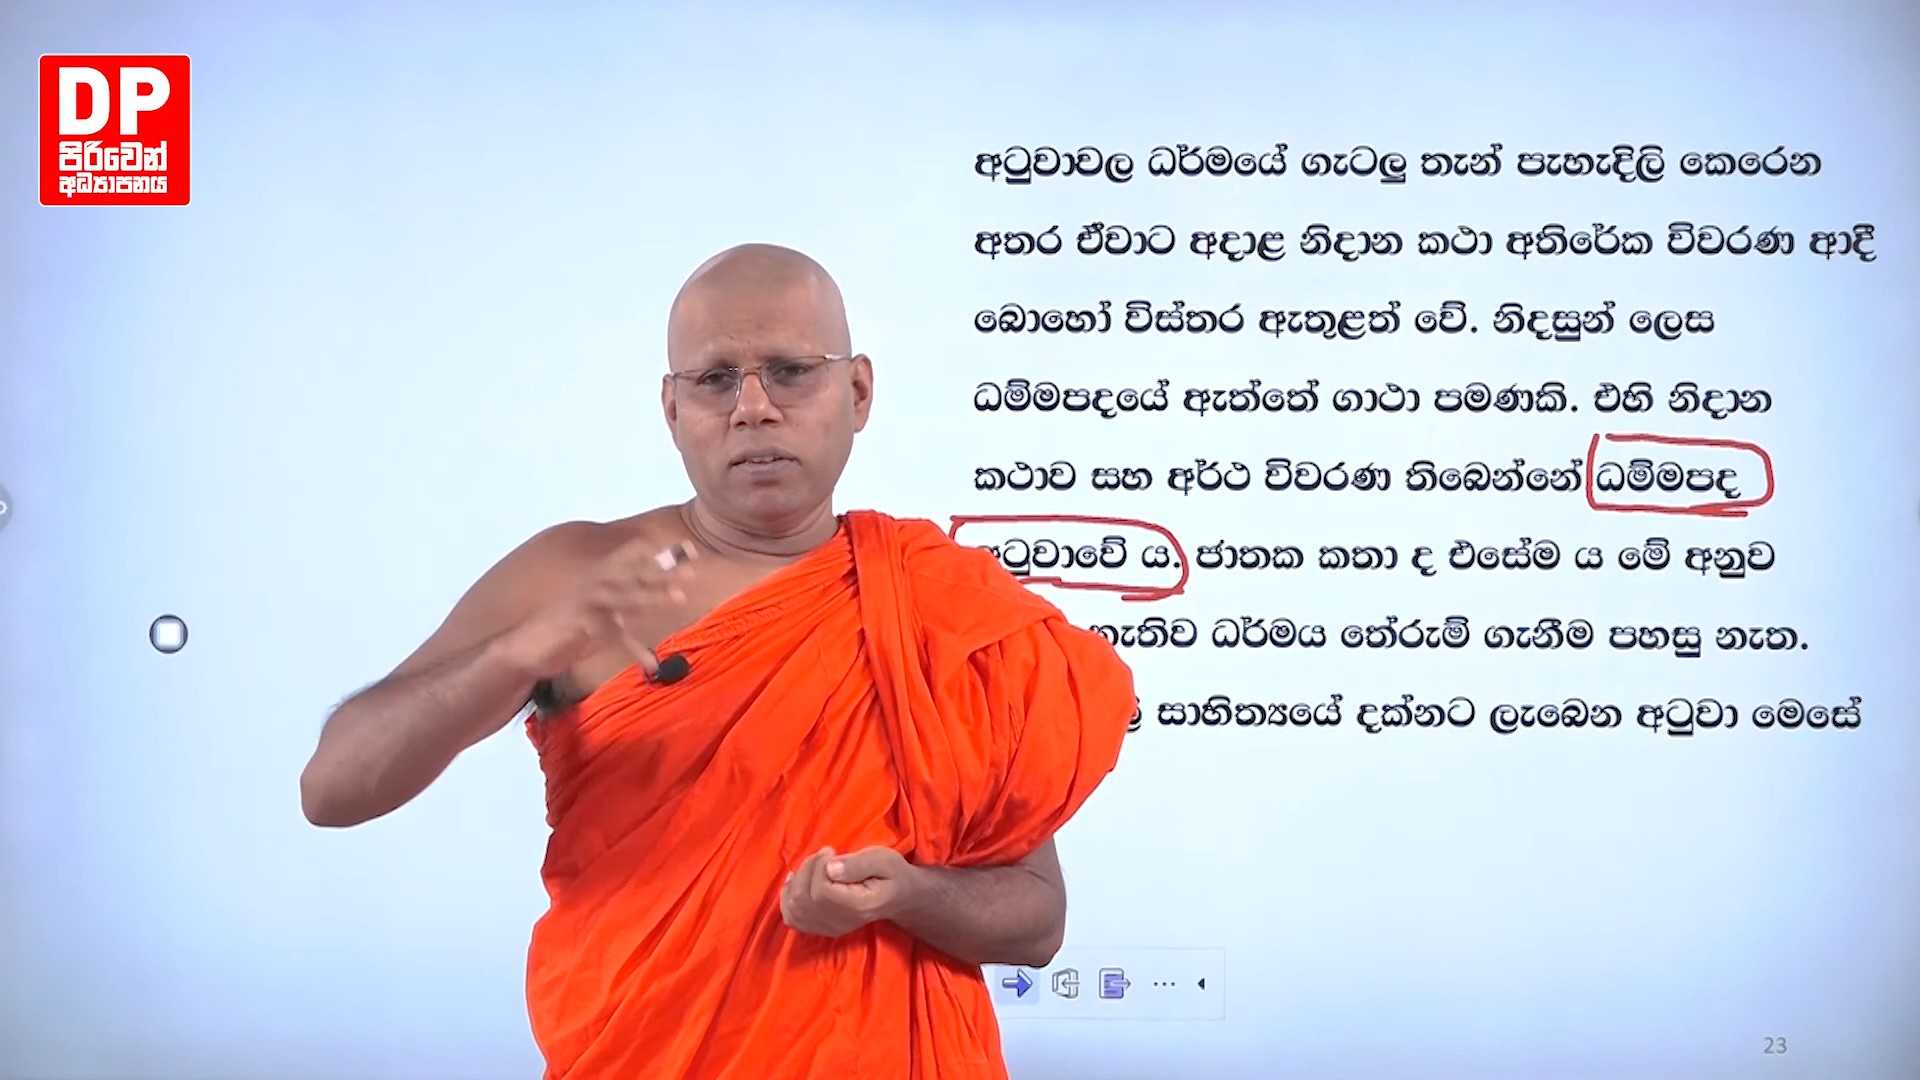 DP
පිරිවෙන්
අධ්‍යාපනය
අටුවාවල ධර්මයේ ගැටලු තැන් පැහැදිලි කෙරෙන
අතර ඒවාට අදාළ නිදාන කථා අතිරේක විවරණ ආදී
බොහෝ විස්තර ඇතුළත් වේ. නිදසුන් ලෙස
ධම්මපදයේ ඇත්තේ ගාථා පමණකි. එහි නිදාන
කථාව සහ අර්ථ විවරණ තිබෙන්නේ ධම්මපද
අටුවාවේ ය. ජාතක කතා ද එසේම ය මේ අනුව
නැතිව ධර්මය තේරුම් ගැනීම පහසු නැත.
සාහිත්‍යයේ දක්නට ලැබෙන අටුවා මෙසේ
23